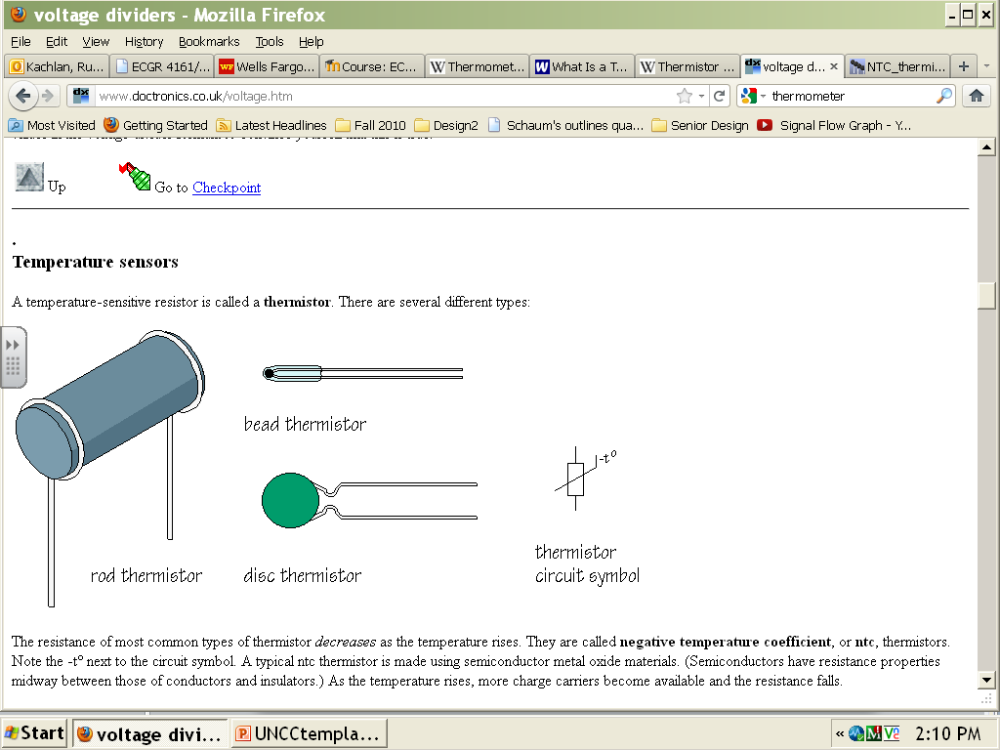 voltage dividers - Mozilla Firefox
File Edit View History Bookmarks Tools Help
Kachlan, Ru... ECGR 4161/... Wells Fargo... Course: EC... Thermomet... What Is a T... Thermistor ... voltage d... NTC_thermi...
www.doctronics.co.uk/voltage.htm thermometer
Most Visited Getting Started Latest Headlines Fall 2010 Design2 Schaum's outlines qua... Senior Design Signal Flow Graph - Y...
Up Go to Checkpoint
.
Temperature sensors
A temperature-sensitive resistor is called a thermistor. There are several different types:
bead thermistor
-t°
rod thermistor
disc thermistor
thermistor
circuit symbol
The resistance of most common types of thermistor decreases as the temperature rises. They are called negative temperature coefficient, or ntc, thermistors.
Note the -t° next to the circuit symbol. A typical ntc thermistor is made using semiconductor metal oxide materials. (Semiconductors have resistance properties
midway between those of conductors and insulators.) As the temperature rises, more charge carriers become available and the resistance falls.
Start voltage divi... UNCCtempla... « 2:10 PM